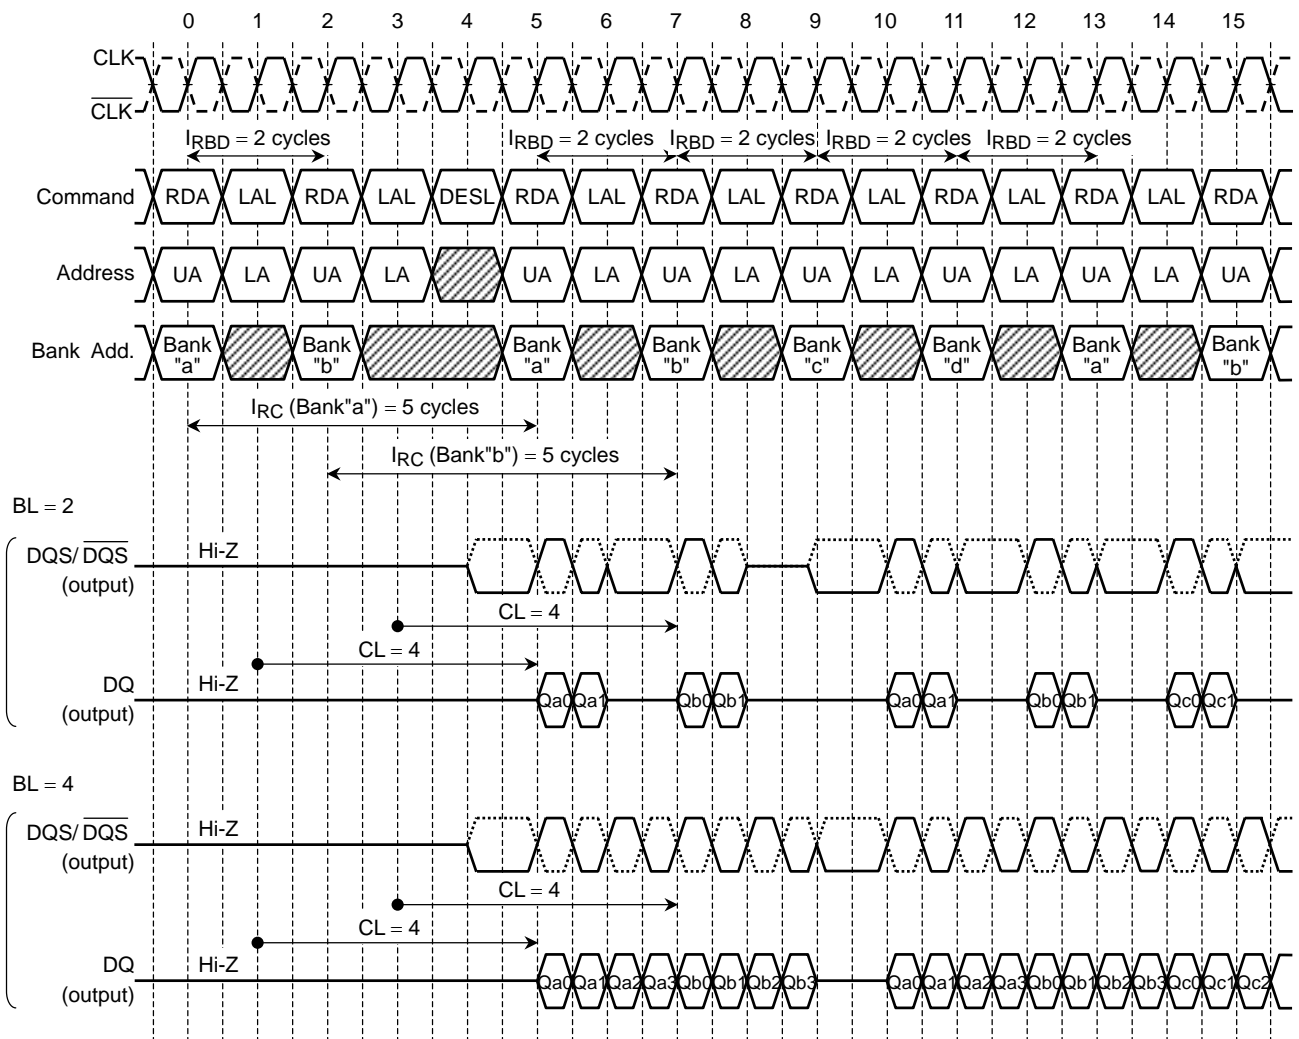 0 1 2 3 4 5 6 7 8 9 10 11 12 13 14 15
CLK
CLK
IRBD = 2 cycles IRBD = 2 cycles IRBD = 2 cycles IRBD = 2 cycles IRBD = 2 cycles
Command RDA LAL RDA LAL DESL RDA LAL RDA LAL RDA LAL RDA LAL RDA LAL RDA
Address UA LA UA LA UA LA UA LA UA LA UA LA UA LA UA
Bank Add. Bank "a" Bank "b" Bank "a" Bank "b" Bank "c" Bank "d" Bank "a" Bank "b"
IRC (Bank"a") = 5 cycles
IRC (Bank"b") = 5 cycles
BL = 2
DQS/ DQS Hi-Z
(output)
CL = 4
CL = 4
DQ Hi-Z
(output) Qa0 Qa1 Qb0 Qb1 Qa0 Qa1 Qb0 Qb1 Qc0 Qc1
BL = 4
DQS/ DQS Hi-Z
(output)
CL = 4
CL = 4
DQ Hi-Z
(output) Qa0 Qa1 Qa2 Qa3 Qb0 Qb1 Qb2 Qb3 Qa0 Qa1 Qa2 Qa3 Qb0 Qb1 Qb2 Qb3 Qc0 Qc1 Qc2